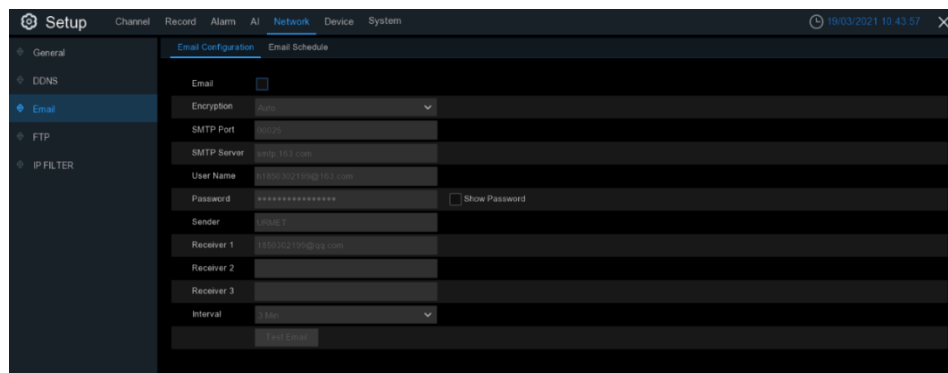 Setup Channel Record Alarm AI Network Device System 19/03/2021 10:43:57
General
DDNS
Email
FTP
IP FILTER
Email Configuration Email Schedule
Email
Encryption Auto
SMTP Port 00025
SMTP Server smtp.163.com
User Name
Password **************** Show Password
Sender URMET
Receiver 1
Receiver 2
Receiver 3
Interval 3 Min
Test Email